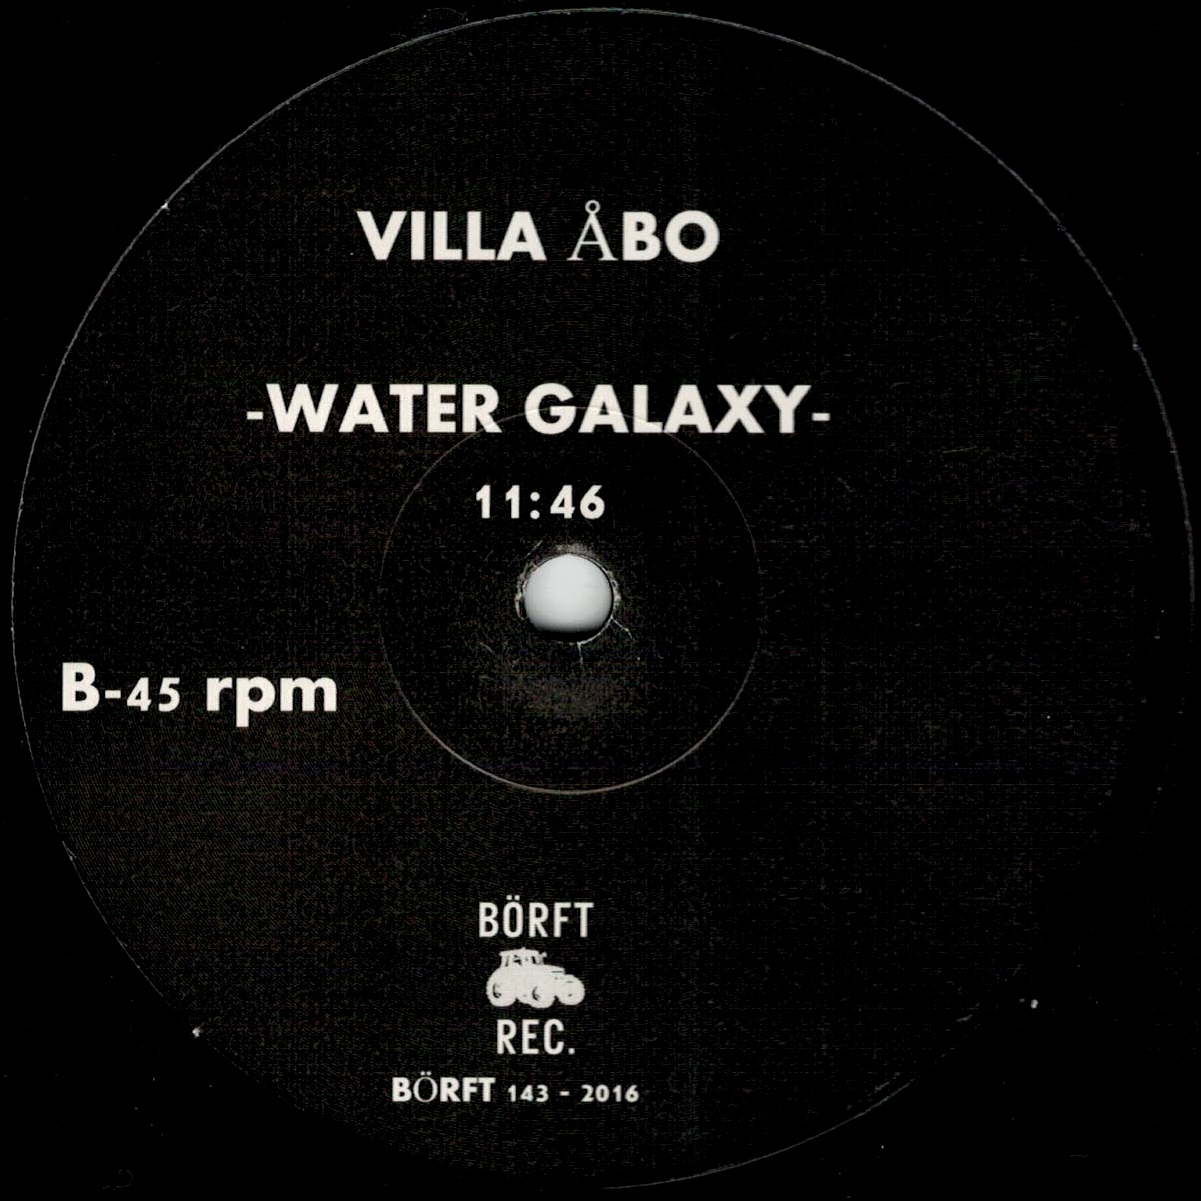 VILLA ÅBO
-WATER GALAXY-
11:46
B-45 rpm
BÖRFT
REC.
BÖRFT 143 - 2016